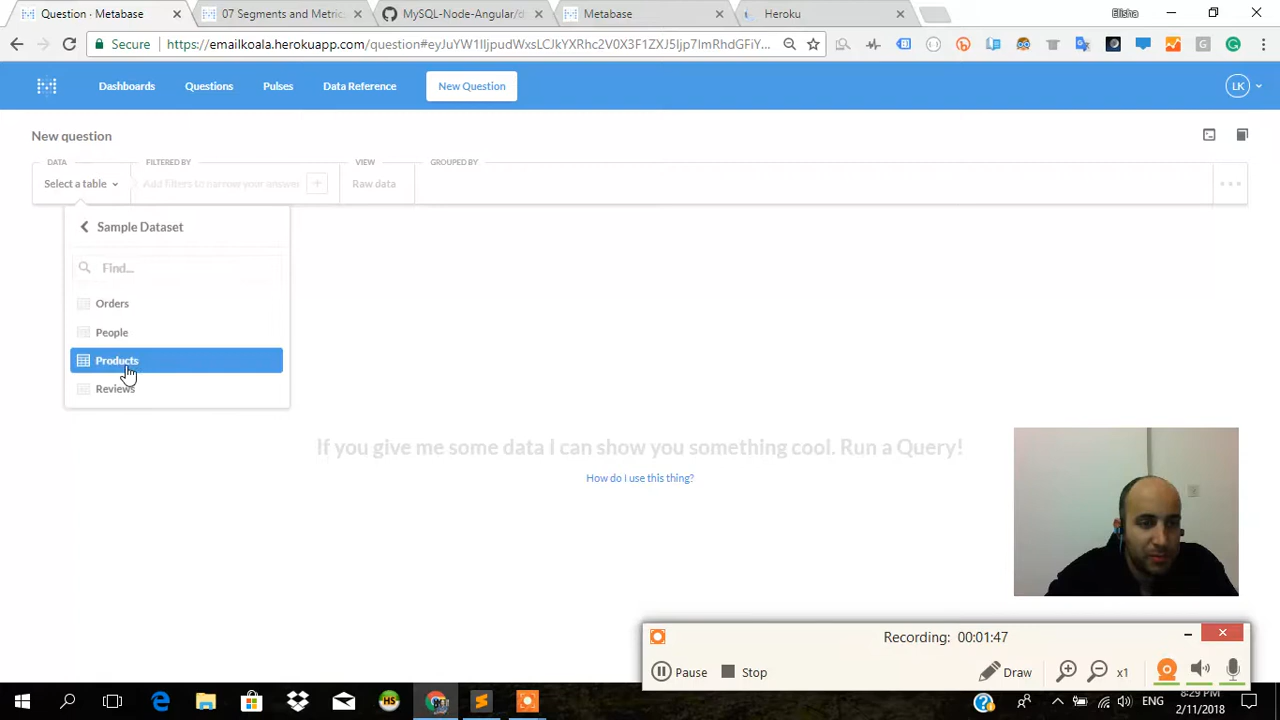 Question · Metabase
07 Segments and Metric
MySQL-Node-Angular/d
Metabase
Heroku
Elisha
Secure
https://emailkoala.herokuapp.com/question#eyJuYW1lIjpudWxsLCJkYXRhc2V0X3F1ZXJ5Ijp7ImRhdGFiY...
Dashboards
Questions
Pulses
Data Reference
New Question
LK
New question
DATA
FILTERED BY
VIEW
GROUPED BY
Select a table
Add filters to narrow your answer
Raw data
Sample Dataset
Find...
Orders
People
Products
Reviews
If you give me some data I can show you something cool. Run a Query!
How do I use this thing?
Recording: 00:01:47
Pause
Stop
Draw
x1
ENG
8:29 PM
2/11/2018